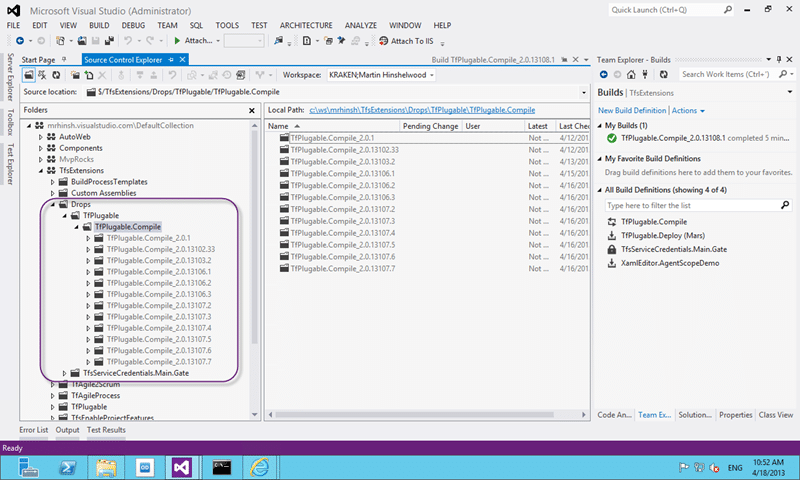 Microsoft Visual Studio (Administrator)
Quick Launch (Ctrl+Q)
FILE EDIT VIEW BUILD DEBUG TEAM SQL TOOLS TEST ARCHITECTURE ANALYZE WINDOW HELP
Attach...
Attach To IIS
Server Explorer
Toolbox
Test Explorer
Start Page
Source Control Explorer
Build TfPlugable.Compile_2.0.13108.1
Workspace: KRAKEN;Martin Hinshelwood
Source location: $/TfsExtensions/Drops/TfPlugable/TfPlugable.Compile
Folders
mrhinsh.visualstudio.com\DefaultCollection
AutoWeb
Components
MvpRocks
TfsExtensions
BuildProcessTemplates
Custom Assemblies
Drops
TfPlugable
TfPlugable.Compile
TfPlugable.Compile_2.0.1
TfPlugable.Compile_2.0.13102.33
TfPlugable.Compile_2.0.13103.2
TfPlugable.Compile_2.0.13106.1
TfPlugable.Compile_2.0.13106.2
TfPlugable.Compile_2.0.13106.3
TfPlugable.Compile_2.0.13107.2
TfPlugable.Compile_2.0.13107.3
TfPlugable.Compile_2.0.13107.4
TfPlugable.Compile_2.0.13107.5
TfPlugable.Compile_2.0.13107.6
TfPlugable.Compile_2.0.13107.7
TfsServiceCredentials.Main.Gate
TfAgile2Scrum
TfAgileProcess
TfPlugable
TfsEnableProjectFeatures
Local Path: c:\ws\mrhinsh\TfsExtensions\Drops\TfPlugable\TfPlugable.Compile
Name Pending Change User Latest Last Chec
TfPlugable.Compile_2.0.1 Not ... 4/12/201
TfPlugable.Compile_2.0.13102.33 Not ... 4/12/201
TfPlugable.Compile_2.0.13103.2 Not ... 4/13/201
TfPlugable.Compile_2.0.13106.1 Not ... 4/15/201
TfPlugable.Compile_2.0.13106.2 Not ... 4/16/201
TfPlugable.Compile_2.0.13106.3 Not ... 4/16/201
TfPlugable.Compile_2.0.13107.2 Not ... 4/16/201
TfPlugable.Compile_2.0.13107.3 Not ... 4/16/201
TfPlugable.Compile_2.0.13107.4 Not ... 4/16/201
TfPlugable.Compile_2.0.13107.5 Not ... 4/16/201
TfPlugable.Compile_2.0.13107.6 Not ... 4/16/201
TfPlugable.Compile_2.0.13107.7 Not ... 4/16/201
Team Explorer - Builds
Search Work Items (Ctrl+')
Builds | TfsExtensions
New Build Definition | Actions
My Builds (1)
TfPlugable.Compile_2.0.13108.1 completed 5 min...
My Favorite Build Definitions
Drag build definitions here to add them to your favorites.
All Build Definitions (showing 4 of 4)
Type here to filter the list
TfPlugable.Compile
TfPlugable.Deploy (Mars)
TfsServiceCredentials.Main.Gate
XamlEditor.AgentScopeDemo
Code An... Team Ex... Solution... Properties Class View
Error List Output Test Results
Ready
ENG
10:52 AM
4/18/2013